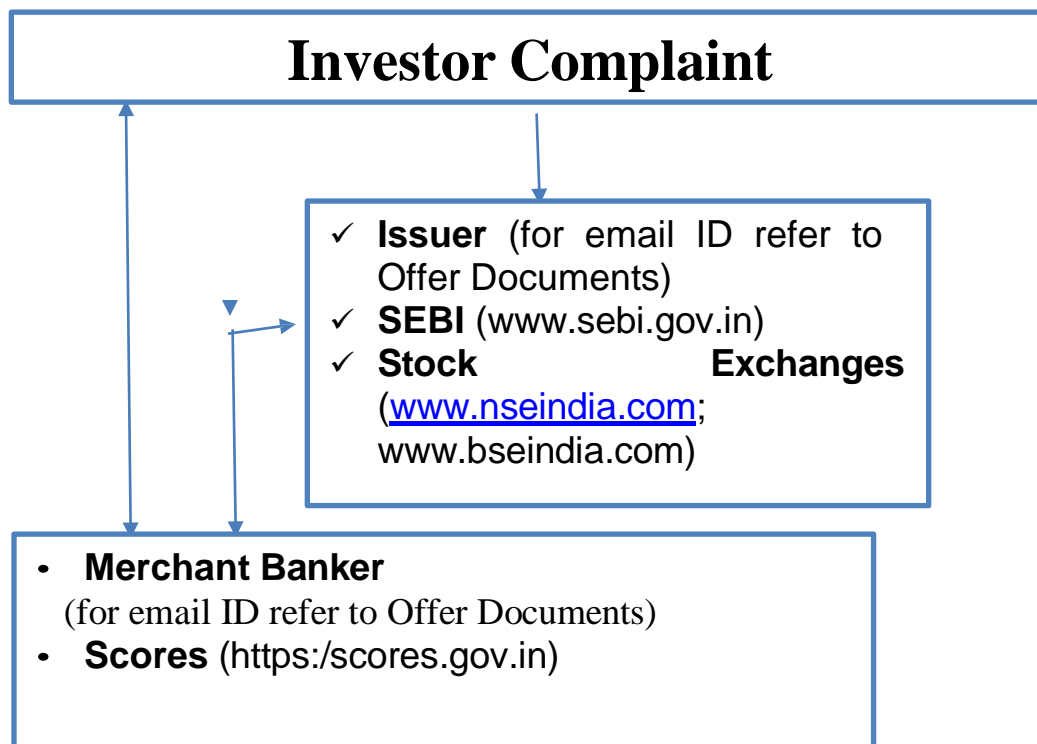 Investor Complaint
✓ Issuer (for email ID refer to
Offer Documents)
✓ SEBI (www.sebi.gov.in)
✓ Stock Exchanges
(www.nseindia.com;
www.bseindia.com)
• Merchant Banker
(for email ID refer to Offer Documents)
• Scores (https:/scores.gov.in)